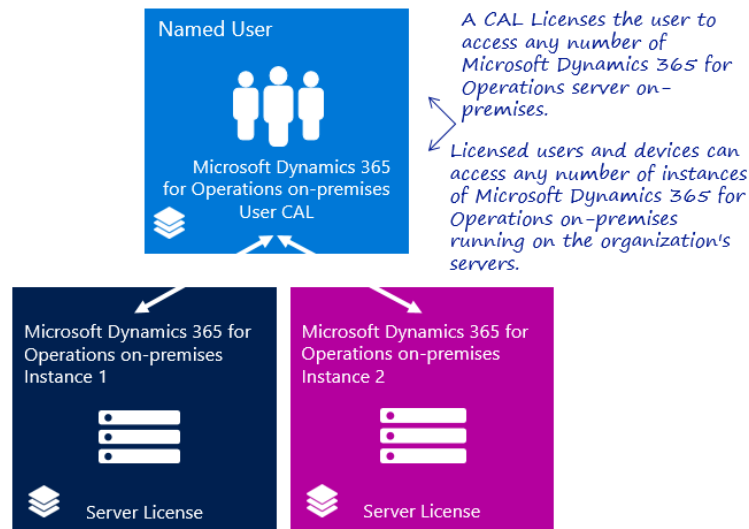 Named User
Microsoft Dynamics 365
for Operations on-premises
User CAL
A CAL Licenses the user to
access any number of
Microsoft Dynamics 365 for
Operations server on-
premises.
Licensed users and devices can
access any number of instances
of Microsoft Dynamics 365 for
Operations on-premises
running on the organization's
servers.
Microsoft Dynamics 365 for
Operations on-premises
Instance 1
Server License
Microsoft Dynamics 365 for
Operations on-premises
Instance 2
Server License